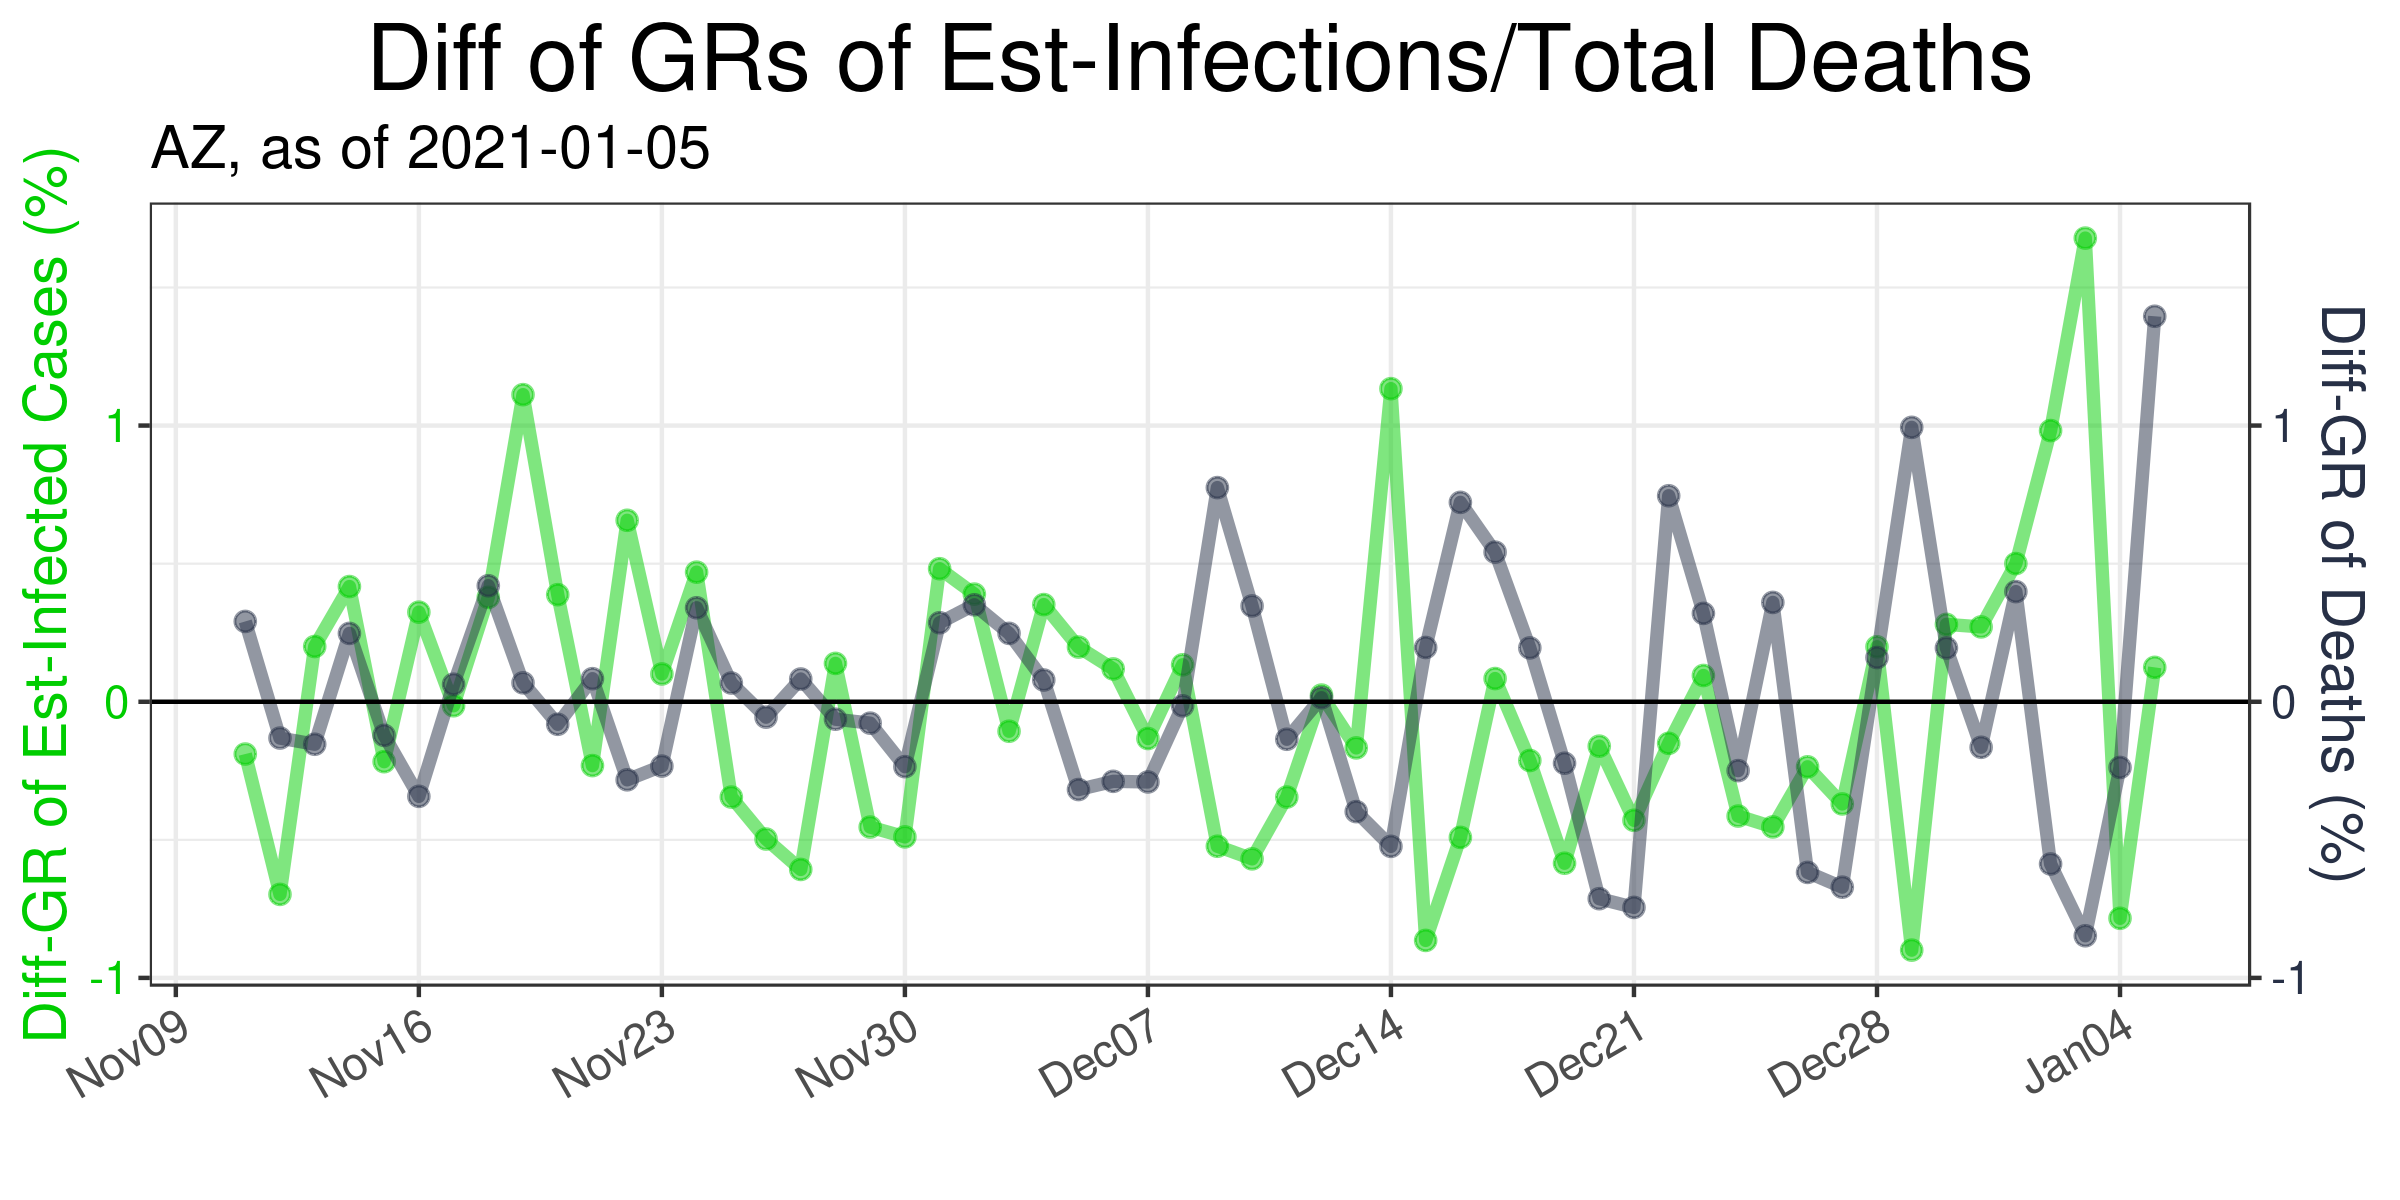 Diff of GRs of Est-Infections/Total Deaths
AZ, as of 2021-01-05
Diff-GR of Est-Infected Cases (%)
1
0
-1
1
0
-1
Diff-GR of Deaths (%)
Nov09
Nov16
Nov23
Nov30
Dec07
Dec14
Dec21
Dec28
Jan04